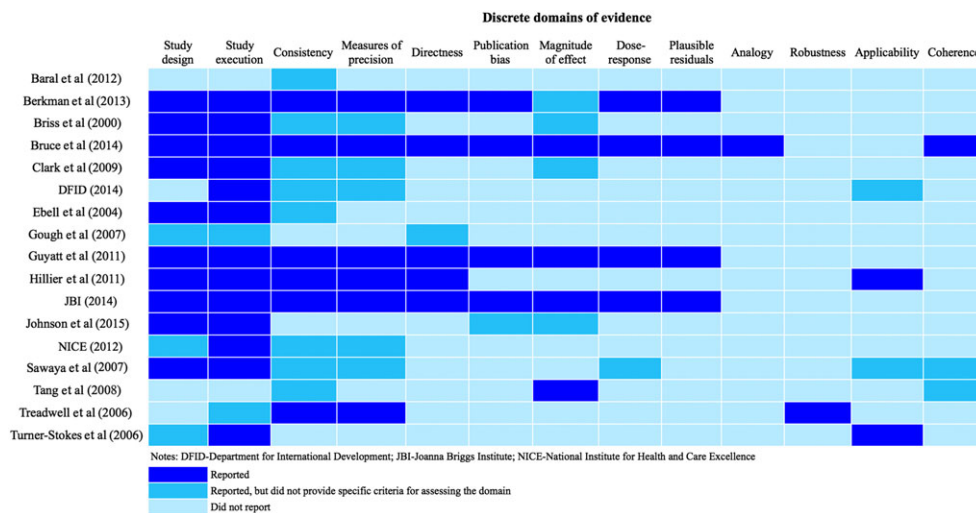 Discrete domains of evidence
Study design
Study execution
Consistency
Measures of precision
Directness
Publication bias
Magnitude of effect
Dose-response
Plausible residuals
Analogy
Robustness
Applicability
Coherence
Baral et al (2012)
Berkman et al (2013)
Briss et al (2000)
Bruce et al (2014)
Clark et al (2009)
DFID (2014)
Ebell et al (2004)
Gough et al (2007)
Guyatt et al (2011)
Hillier et al (2011)
JBI (2014)
Johnson et al (2015)
NICE (2012)
Sawaya et al (2007)
Tang et al (2008)
Treadwell et al (2006)
Turner-Stokes et al (2006)
Notes: DFID-Department for International Development; JBI-Joanna Briggs Institute; NICE-National Institute for Health and Care Excellence
Reported
Reported, but did not provide specific criteria for assessing the domain
Did not report